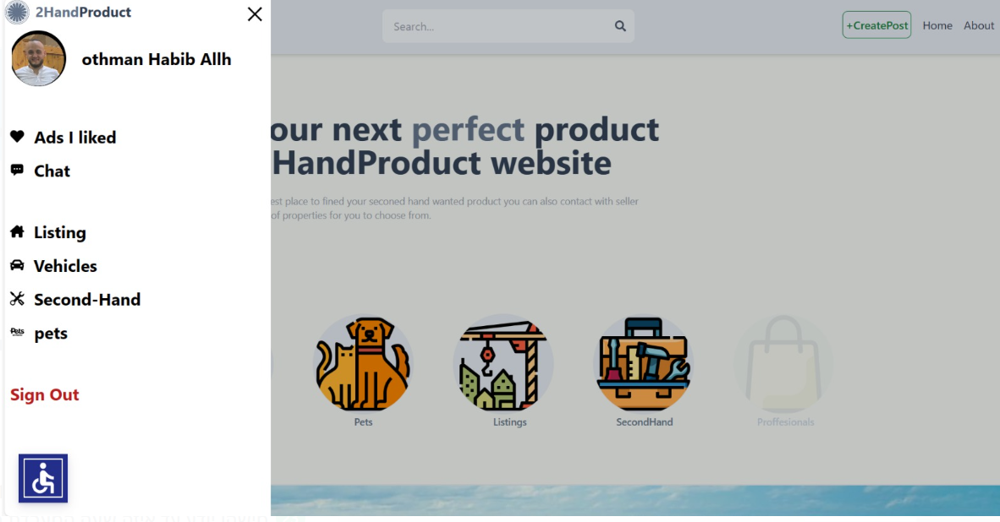 2HandProduct
othman Habib Allh
Ads I liked
Chat
Listing
Vehicles
Second-Hand
Pets
pets
Sign Out
Search...
+CreatePost
Home
About
our next perfect product
HandProduct website
est place to fined your seconed hand wanted product you can also contact with seller
of properties for you to choose from.
Pets
Listings
SecondHand
Proffesionals